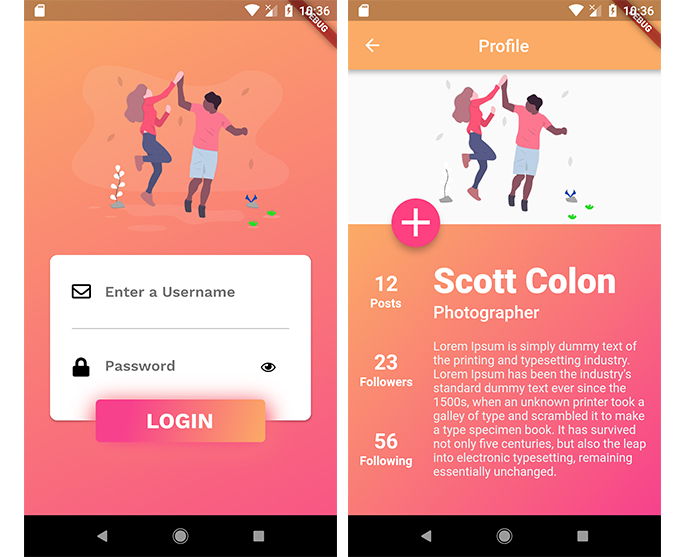 10:36
DEBUG
Enter a Username
Password
LOGIN
10:36
DEBUG
Profile
12
Posts
23
Followers
56
Following
Scott Colon
Photographer
Lorem Ipsum is simply dummy text of
the printing and typesetting industry.
Lorem Ipsum has been the industry's
standard dummy text ever since the
1500s, when an unknown printer took a
galley of type and scrambled it to make
a type specimen book. It has survived
not only five centuries, but also the leap
into electronic typesetting, remaining
essentially unchanged.